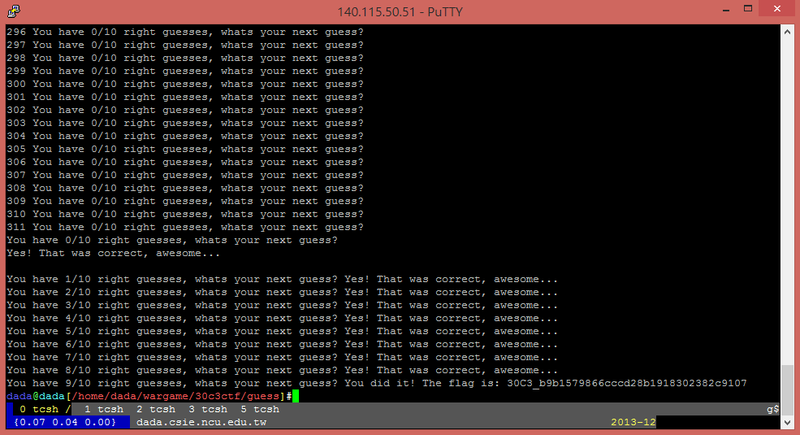 140.115.50.51 - PuTTY
296 You have 0/10 right guesses, whats your next guess?
297 You have 0/10 right guesses, whats your next guess?
298 You have 0/10 right guesses, whats your next guess?
299 You have 0/10 right guesses, whats your next guess?
300 You have 0/10 right guesses, whats your next guess?
301 You have 0/10 right guesses, whats your next guess?
302 You have 0/10 right guesses, whats your next guess?
303 You have 0/10 right guesses, whats your next guess?
304 You have 0/10 right guesses, whats your next guess?
305 You have 0/10 right guesses, whats your next guess?
306 You have 0/10 right guesses, whats your next guess?
307 You have 0/10 right guesses, whats your next guess?
308 You have 0/10 right guesses, whats your next guess?
309 You have 0/10 right guesses, whats your next guess?
310 You have 0/10 right guesses, whats your next guess?
311 You have 0/10 right guesses, whats your next guess?
You have 0/10 right guesses, whats your next guess?
Yes! That was correct, awesome...
You have 1/10 right guesses, whats your next guess? Yes! That was correct, awesome...
You have 2/10 right guesses, whats your next guess? Yes! That was correct, awesome...
You have 3/10 right guesses, whats your next guess? Yes! That was correct, awesome...
You have 4/10 right guesses, whats your next guess? Yes! That was correct, awesome...
You have 5/10 right guesses, whats your next guess? Yes! That was correct, awesome...
You have 6/10 right guesses, whats your next guess? Yes! That was correct, awesome...
You have 7/10 right guesses, whats your next guess? Yes! That was correct, awesome...
You have 8/10 right guesses, whats your next guess? Yes! That was correct, awesome...
You have 9/10 right guesses, whats your next guess? You did it! The flag is: 30C3_b9b1579866cccd28b1918302382c9107
dada@dada[/home/dada/wargame/30c3ctf/guess]#
0 tcsh / 1 tcsh 2 tcsh 3 tcsh 5 tcsh g$
{0.07 0.04 0.00} dada.csie.ncu.edu.tw 2013-12